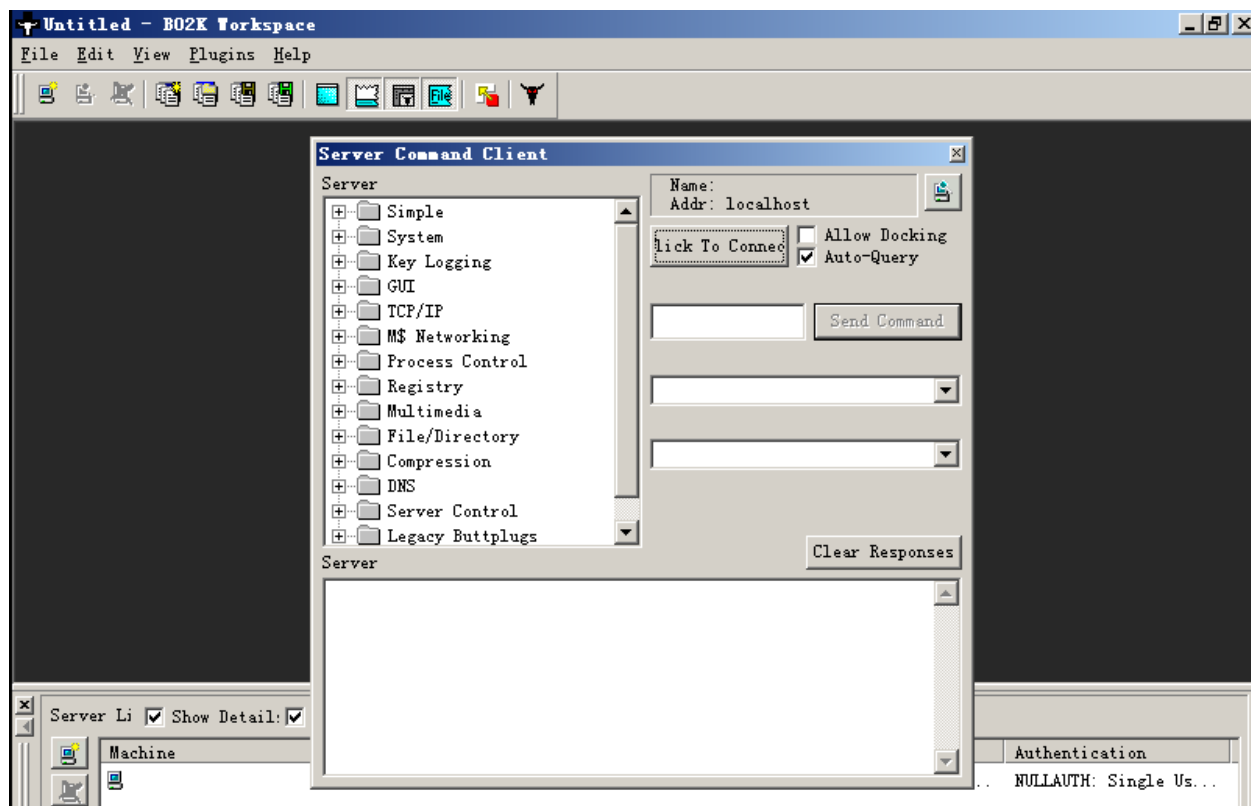 Untitled - BO2K Workspace
File Edit View Plugins Help
File
Server Command Client
Server
Name:
Addr: localhost
Simple
System
Key Logging
GUI
TCP/IP
M$ Networking
Process Control
Registry
Multimedia
File/Directory
Compression
DNS
Server Control
Legacy Buttplugs
lick To Connec
Allow Docking
Auto-Query
Send Command
Clear Responses
Server
Server Li Show Detail:
Machine
Authentication
.. NULLAUTH: Single Us...